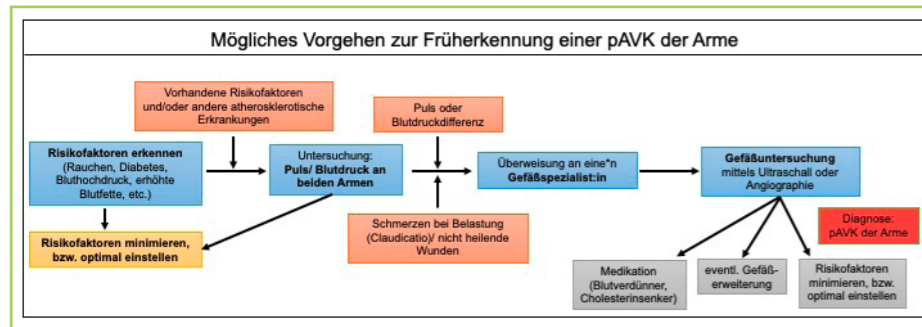 Mögliches Vorgehen zur Früherkennung einer pAVK der Arme
Vorhandene Risikofaktoren
und/oder andere atherosklerotische
Erkrankungen
Puls oder
Blutdruckdifferenz
Risikofaktoren erkennen
(Rauchen, Diabetes,
Bluthochdruck, erhöhte
Blutfette, etc.)
Untersuchung:
Puls/ Blutdruck an
beiden Armen
Überweisung an eine*n
Gefäßspezialist:in
Gefäßuntersuchung
mittels Ultraschall oder
Angiographie
Risikofaktoren minimieren,
bzw. optimal einstellen
Schmerzen bei Belastung
(Claudicatio)/ nicht heilende
Wunden
Diagnose:
pAVK der Arme
Medikation
(Blutverdünner,
Cholesterinsenker)
eventl. Gefäß-
erweiterung
Risikofaktoren
minimieren, bzw.
optimal einstellen